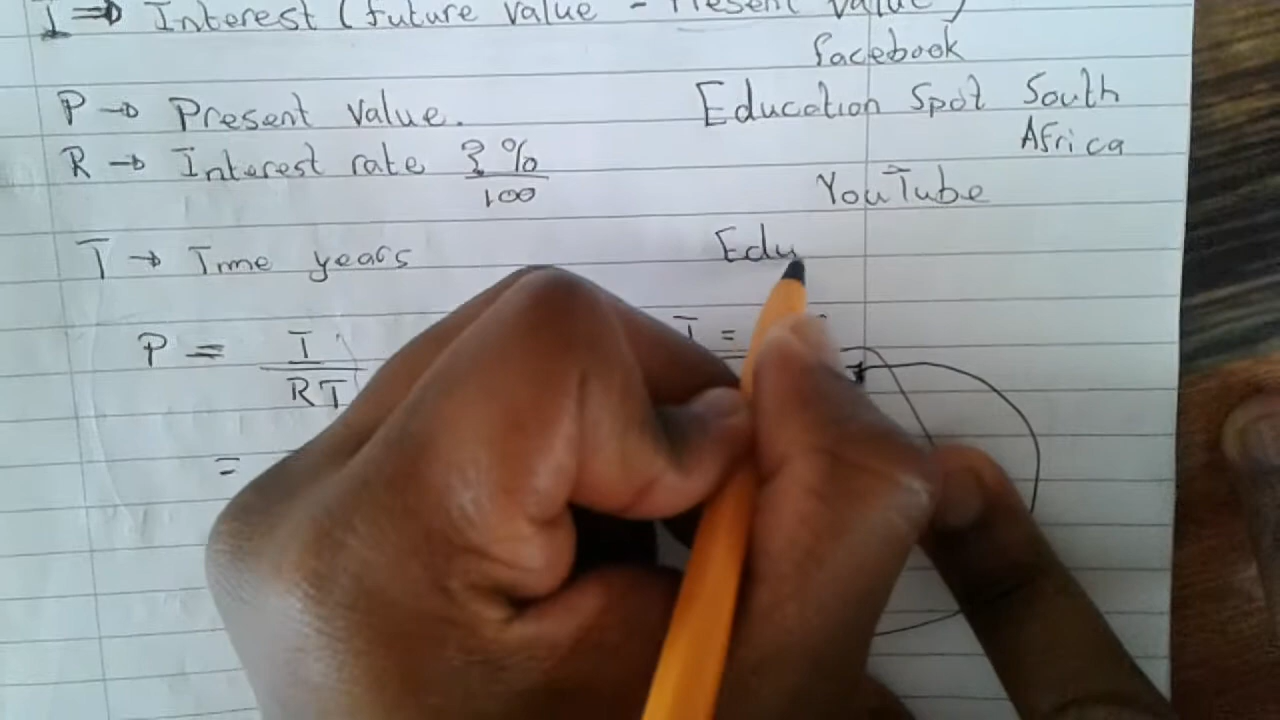 I ⇒ Interest (future value - Present value)
facebook
P → Present value.
Education Spot South
Africa
R → Interest rate ? %
100
YouTube
T → Time years
Edu
P = I
RT
I =
=